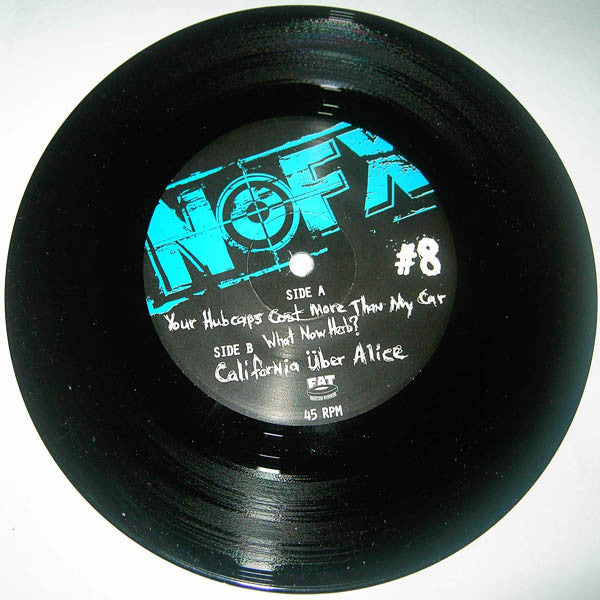 NOFX
#8
SIDE A
Your Hubcaps Cost More Than My Car
What Now Herb?
SIDE B
California Über Alice
FAT
45 RPM